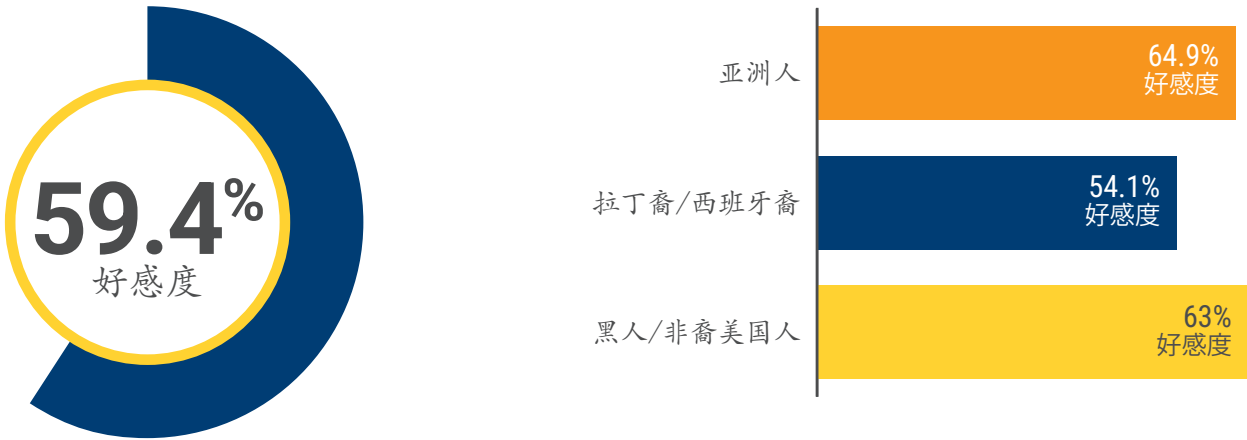 59.4%
好感度
亚洲人
64.9%
好感度
拉丁裔/西班牙裔
54.1%
好感度
黑人/非裔美国人
63%
好感度